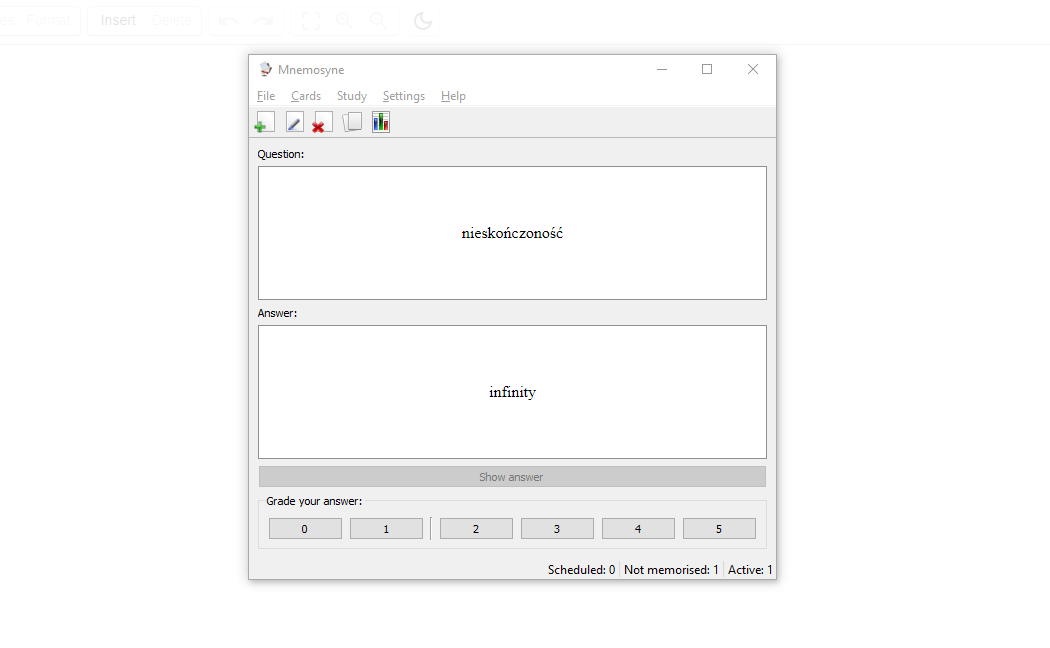 Format
Insert Delete
Mnemosyne
File Cards Study Settings Help
Question:
nieskończoność
Answer:
infinity
Show answer
Grade your answer:
0 1 2 3 4 5
Scheduled: 0 Not memorised: 1 Active: 1